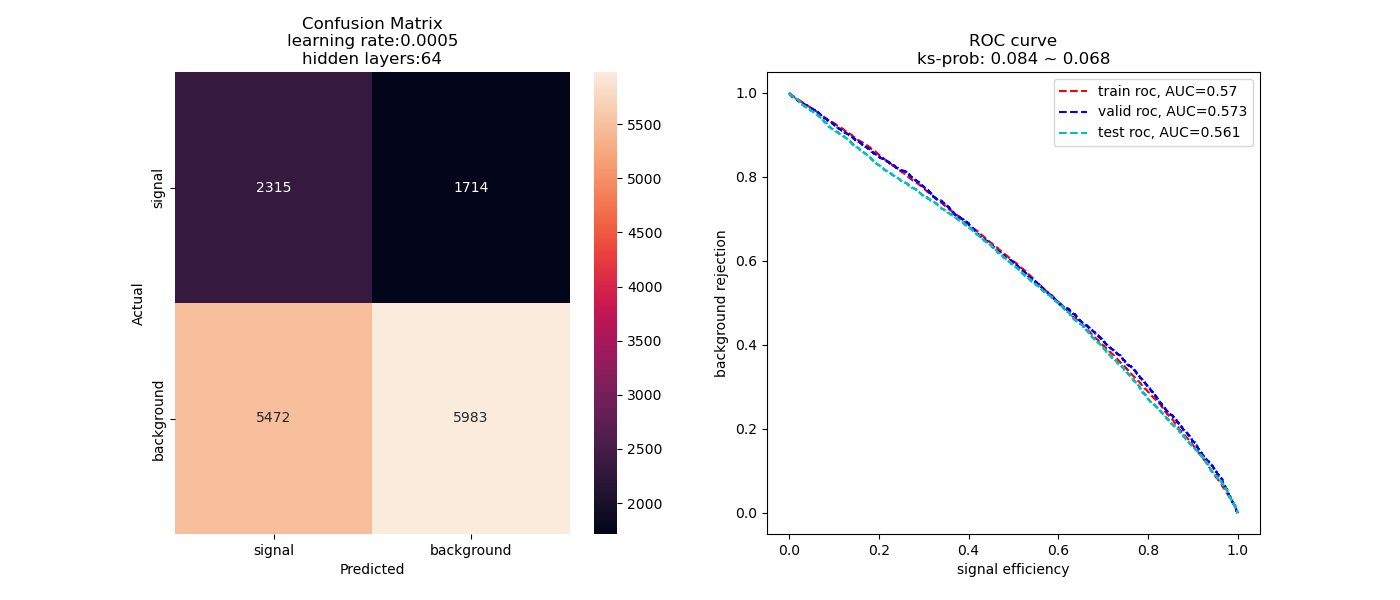 Confusion Matrix
learning rate:0.0005
hidden layers:64
signal
background
Actual
2315
1714
5472
5983
signal
background
Predicted
5500
5000
4500
4000
3500
3000
2500
2000
ROC curve
ks-prob: 0.084 ~ 0.068
train roc, AUC=0.57
valid roc, AUC=0.573
test roc, AUC=0.561
background rejection
1.0
0.8
0.6
0.4
0.2
0.0
0.0
0.2
0.4
0.6
0.8
1.0
signal efficiency